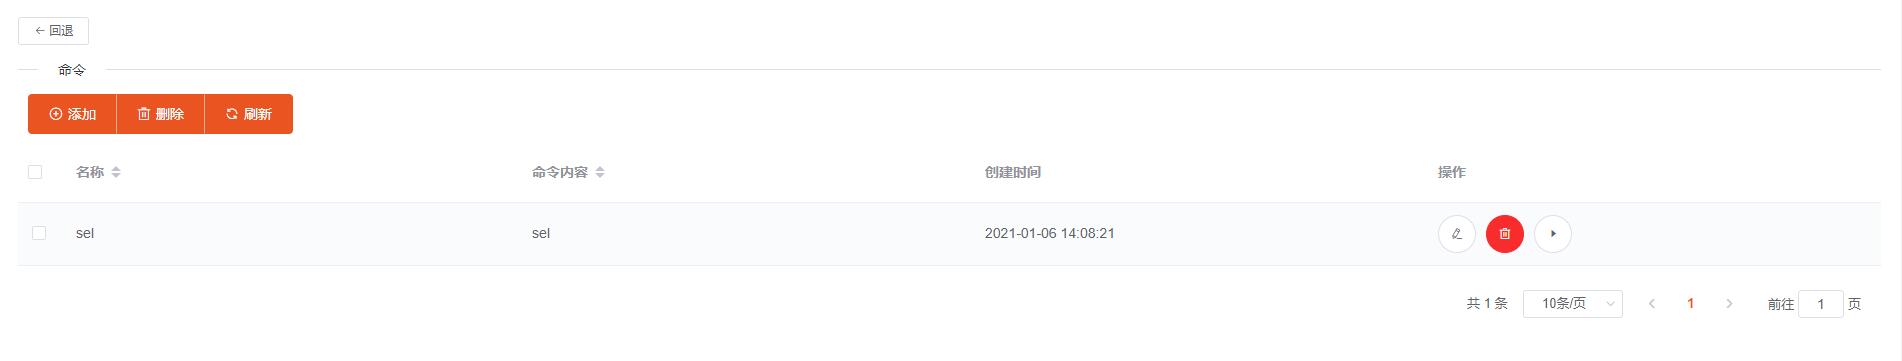 回退
命令
添加 删除 刷新
名称 命令内容 创建时间 操作
sel sel 2021-01-06 14:08:21
共 1 条 10条/页 1 前往 1 页